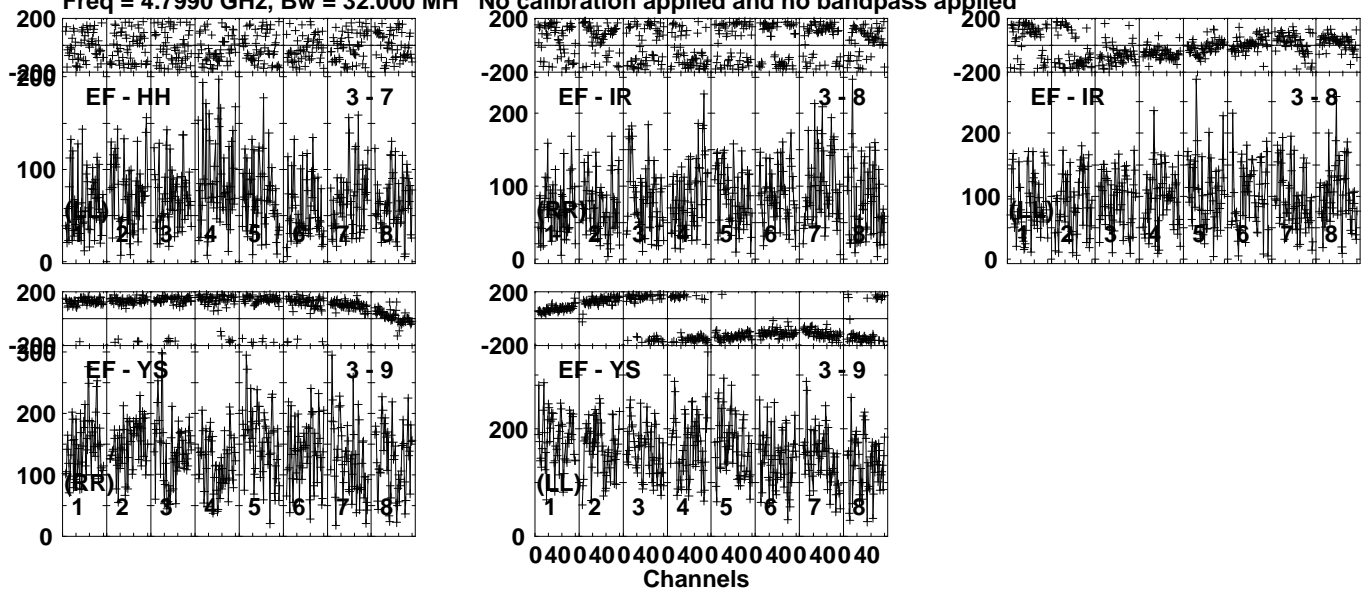 Freq = 4.7990 GHz, Bw = 32.000 MH No calibration applied and no bandpass applied
200
-200
200
EF - HH 3 - 7
100
(LL)
1 2 3 4 5 6 7 8
0
200
-200
EF - IR 3 - 8
200
100
(RR)
1 2 3 4 5 6 7 8
0
200
-200
EF - IR 3 - 8
200
100
(LL)
1 2 3 4 5 6 7 8
0
200
-200
300
EF - YS 3 - 9
200
100
(RR)
1 2 3 4 5 6 7 8
0
200
-200
EF - YS 3 - 9
200
(LL)
1 2 3 4 5 6 7 8
0
0 40 0 40 0 40 0 40 0 40 0 40 0 40 0 40
Channels